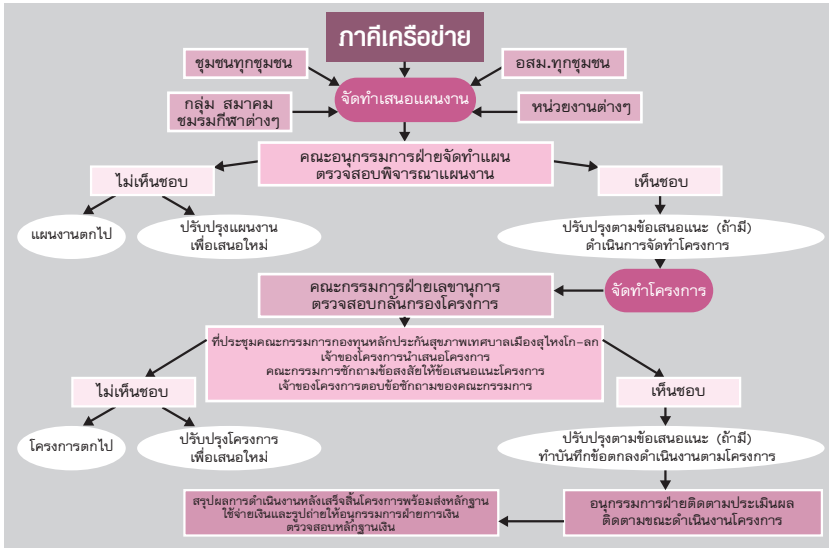 ภาคีเครือข่าย
ชุมชนทุกชุมชน
อสม.ทุกชุมชน
จัดทำเสนอแผนงาน
กลุ่ม สมาคม
ชมรมกีฬาต่างๆ
หน่วยงานต่างๆ
คณะอนุกรรมการฝ่ายจัดทำแผน
ตรวจสอบพิจารณาแผนงาน
ไม่เห็นชอบ
เห็นชอบ
แผนงานตกไป
ปรับปรุงแผนงาน
เพื่อเสนอใหม่
ปรับปรุงตามข้อเสนอแนะ (ถ้ามี)
ดำเนินการจัดทำโครงการ
คณะกรรมการฝ่ายเลขานุการ
ตรวจสอบกลั่นกรองโครงการ
จัดทำโครงการ
ที่ประชุมคณะกรรมการกองทุนหลักประกันสุขภาพเทศบาลเมืองสุไหงโก-ลก
เจ้าของโครงการนำเสนอโครงการ
คณะกรรมการซักถามข้อสงสัยให้ข้อเสนอแนะโครงการ
เจ้าของโครงการตอบข้อซักถามของคณะกรรมการ
ไม่เห็นชอบ
เห็นชอบ
โครงการตกไป
ปรับปรุงโครงการ
เพื่อเสนอใหม่
ปรับปรุงตามข้อเสนอแนะ (ถ้ามี)
ทำบันทึกข้อตกลงดำเนินงานตามโครงการ
สรุปผลการดำเนินงานหลังเสร็จสิ้นโครงการพร้อมส่งหลักฐาน
ใช้จ่ายเงินและรูปถ่ายให้อนุกรรมการฝ่ายการเงิน
ตรวจสอบหลักฐานเงิน
อนุกรรมการฝ่ายติดตามประเมินผล
ติดตามขณะดำเนินงานโครงการ